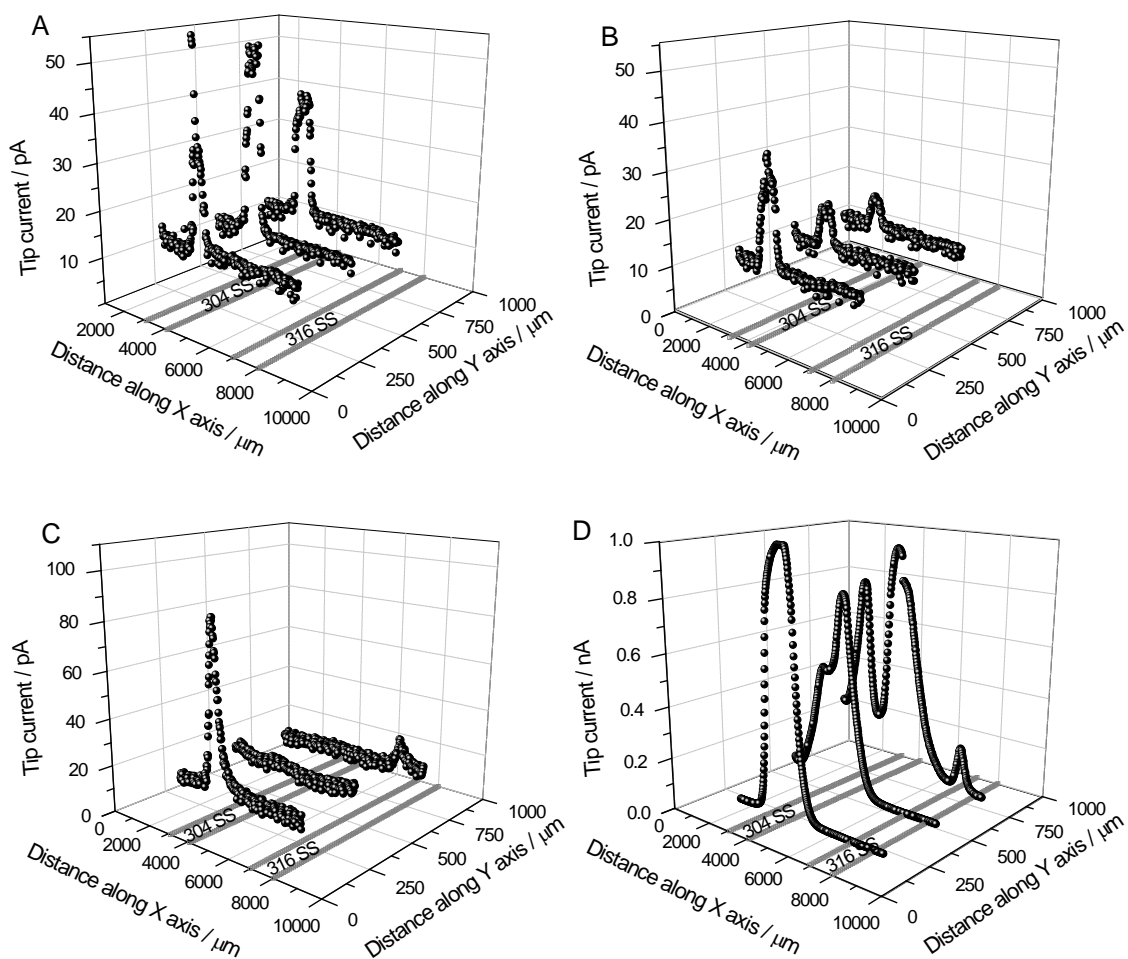 A
50
40
30
20
10
Tip current / pA
2000
4000
6000
8000
10000
Distance along X axis / μm
0
250
500
750
1000
Distance along Y axis / μm
304 SS
316 SS
B
50
40
30
20
10
0
Tip current / pA
0
2000
4000
6000
8000
10000
Distance along X axis / μm
0
250
500
750
1000
Distance along Y axis / μm
304 SS
316 SS
C
100
80
60
40
20
0
Tip current / pA
0
2000
4000
6000
8000
10000
Distance along X axis / μm
0
250
500
750
1000
Distance along Y axis / μm
304 SS
316 SS
D
1.0
0.8
0.6
0.4
0.2
0.0
Tip current / nA
0
2000
4000
6000
8000
10000
Distance along X axis / μm
0
250
500
750
1000
Distance along Y axis / μm
304 SS
316 SS